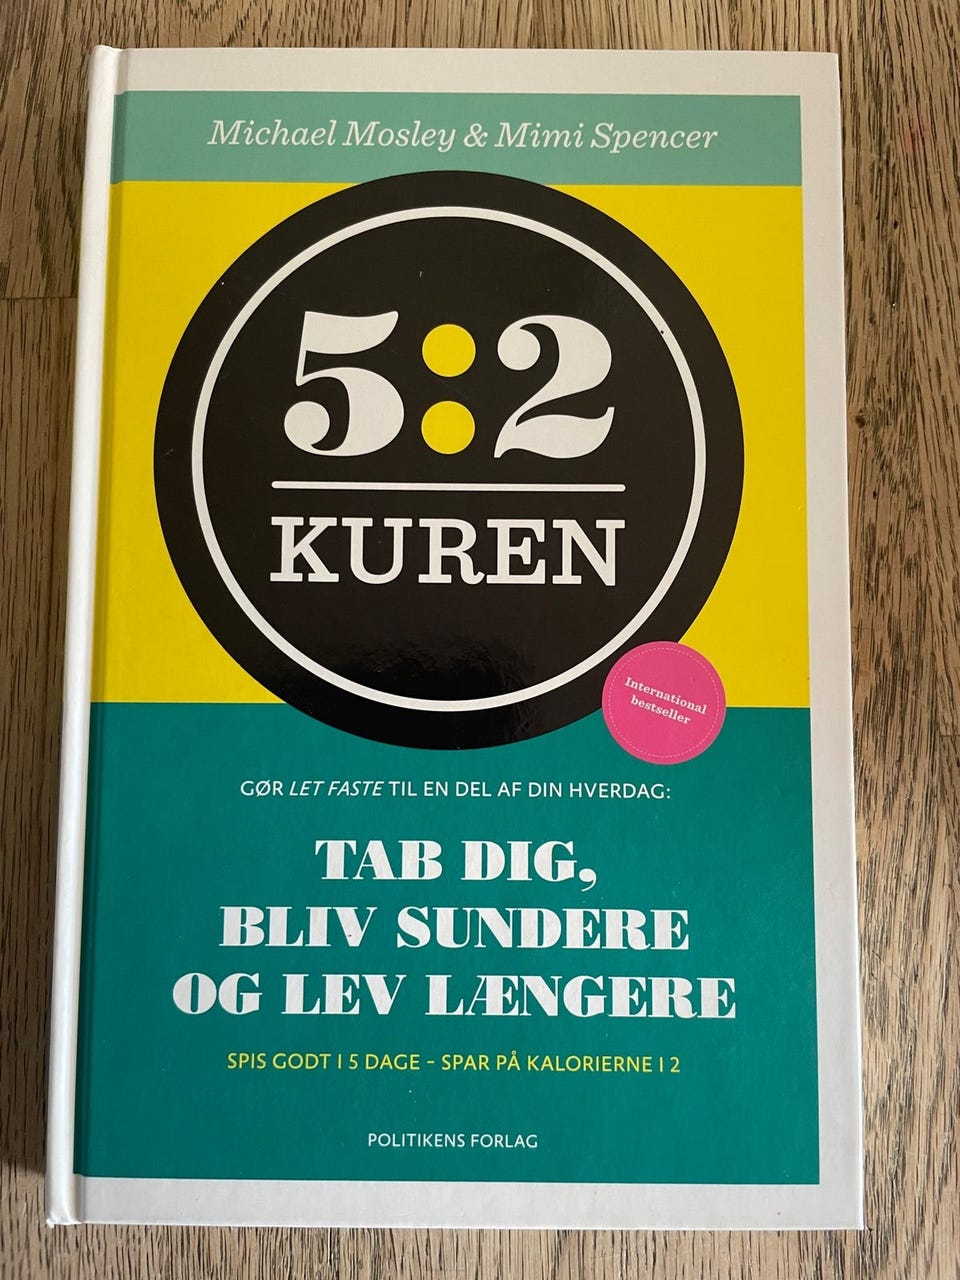 Michael Mosley & Mimi Spencer
5:2
KUREN
International
bestseller
GØR LET FASTE TIL EN DEL AF DIN HVERDAG:
TAB DIG,
BLIV SUNDERE
OG LEV LÆNGERE
SPIS GODT I 5 DAGE – SPAR PÅ KALORIERNE I 2
POLITIKENS FORLAG